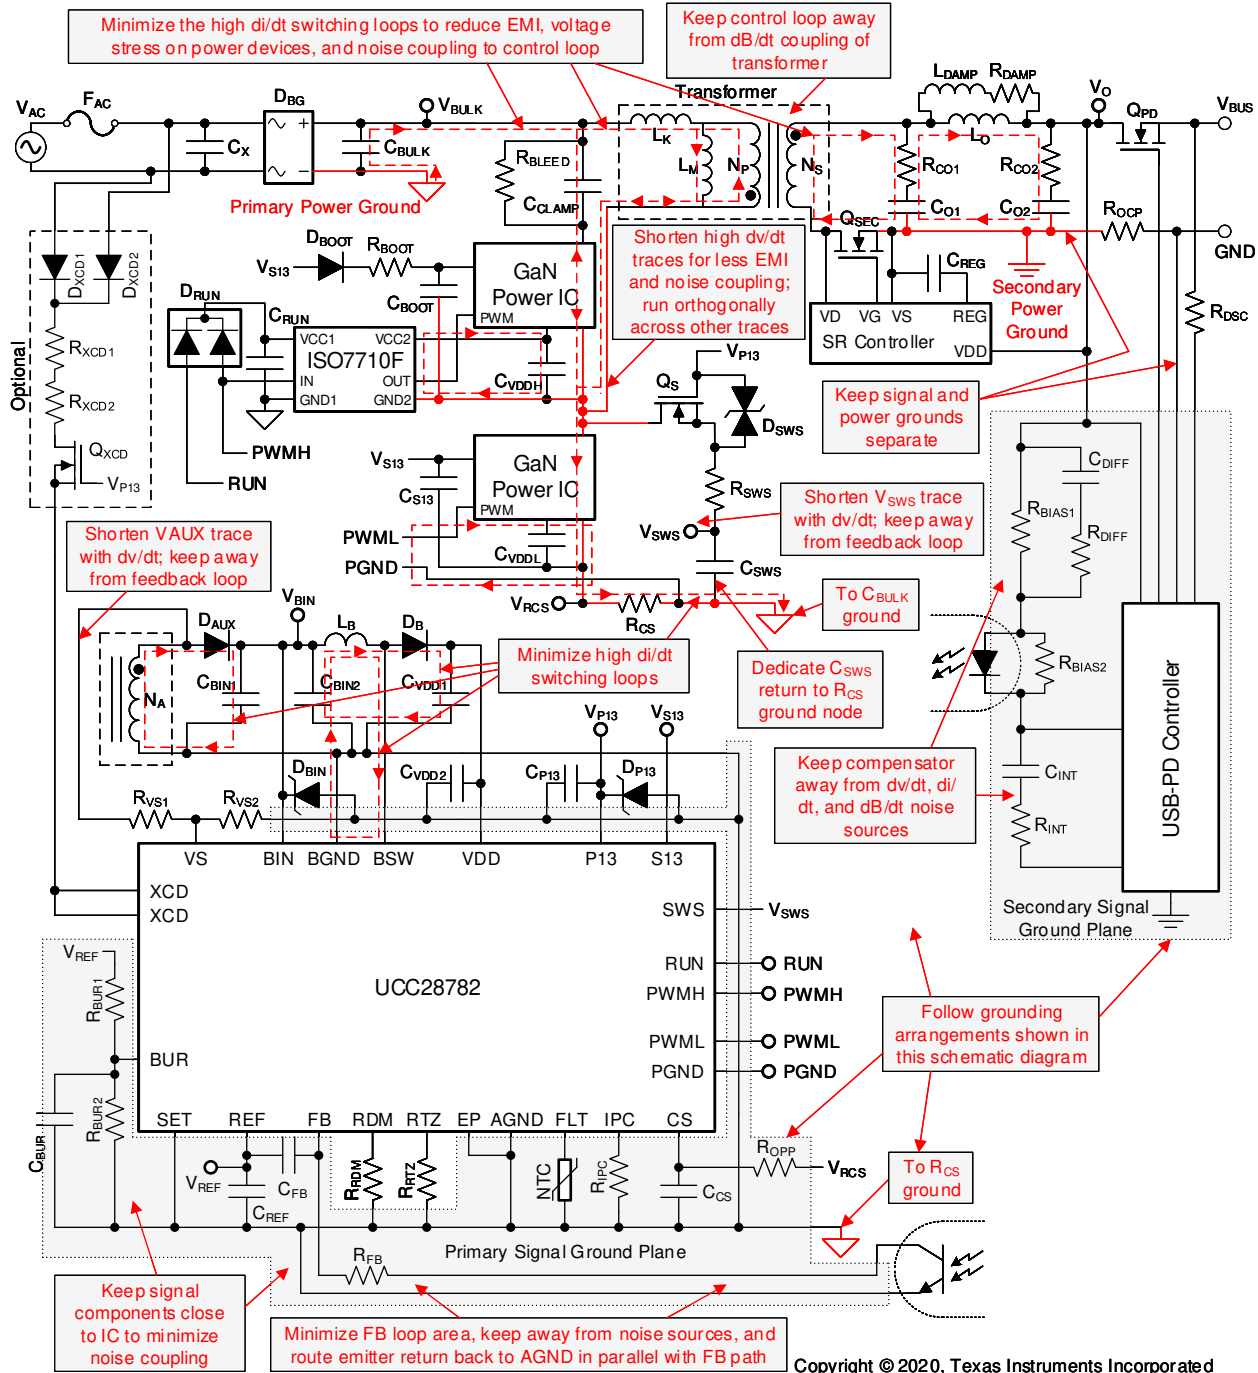 Minimize the high di/dt switching loops to reduce EMI, voltage
stress on power devices, and noise coupling to control loop
Keep control loop away
from dB/dt coupling of
transformer
LDAMP RDAMP
VAC FAC DBG VBULK Transformer VO QPD VBUS
CX CBULK RBLEED CCLAMP LK LM NP NS RCO1 CO1 LO RCO2 CO2
Primary Power Ground
QSEC ROCP GND
DBOOT RBOOT
VS13 CBOOT
GaN
Power IC
PWM
Shorten high dv/dt
traces for less EMI
and noise coupling;
run orthogonally
across other traces
CREG
Secondary
Power
Ground
VD VG VS REG
SR Controller
VDD
RDSC
Optional
DXCD1 DXCD2
RXCD1
RXCD2
QXCD
VP13
DRUN CRUN
VCC1 VCC2
ISO7710F
IN OUT
GND1 GND2
CVDDH
PWMH
RUN
VP13
QS
DSWS
Keep signal and
power grounds
separate
VS13 CS13
GaN
Power IC
PWM
PWML
PGND
CVDDL
RSWS
VSWS
CSWS
Shorten VSWS trace
with dv/dt; keep away
from feedback loop
Shorten VAUX trace
with dv/dt; keep away
from feedback loop
VRCS
RCS
To CBULK
ground
CDIFF
RBIAS1
RDIFF
RBIAS2
CINT
RINT
USB-PD Controller
VBIN
DAUX LB DB
NA CBIN1 CBIN2 CVDD1
Minimize high di/dt
switching loops
Dedicate CSWS
return to RCS
ground node
VP13 VS13
DBIN CVDD2 CP13 DP13
Keep compensator
away from dv/dt, di/
dt, and dB/dt noise
sources
RVS1 RVS2
VS BIN BGND BSW VDD P13 S13
XCD
XCD
SWS VSWS
Secondary Signal
Ground Plane
VREF
RBUR1
UCC28782
RUN RUN
PWMH PWMH
PWML PWML
PGND PGND
Follow grounding
arrangements shown in
this schematic diagram
BUR
RBUR2
CBUR
SET REF FB RDM RTZ EP AGND FLT IPC CS
VREF CFB CREF RRDM RRTZ NTC RIPC CCS
ROPP VRCS
To RCS
ground
Primary Signal Ground Plane
RFB
Keep signal
components close
to IC to minimize
noise coupling
Minimize FB loop area, keep away from noise sources, and
route emitter return back to AGND in parallel with FB path
Copyright © 2020, Texas Instruments Incorporated